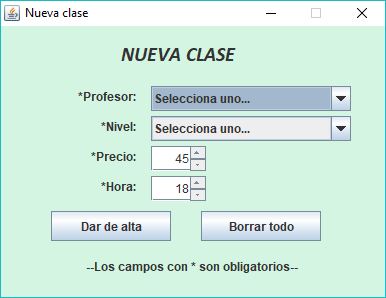 Nueva clase
NUEVA CLASE
*Profesor: Selecciona uno...
*Nivel: Selecciona uno...
*Precio: 45
*Hora: 18
Dar de alta Borrar todo
--Los campos con * son obligatorios--